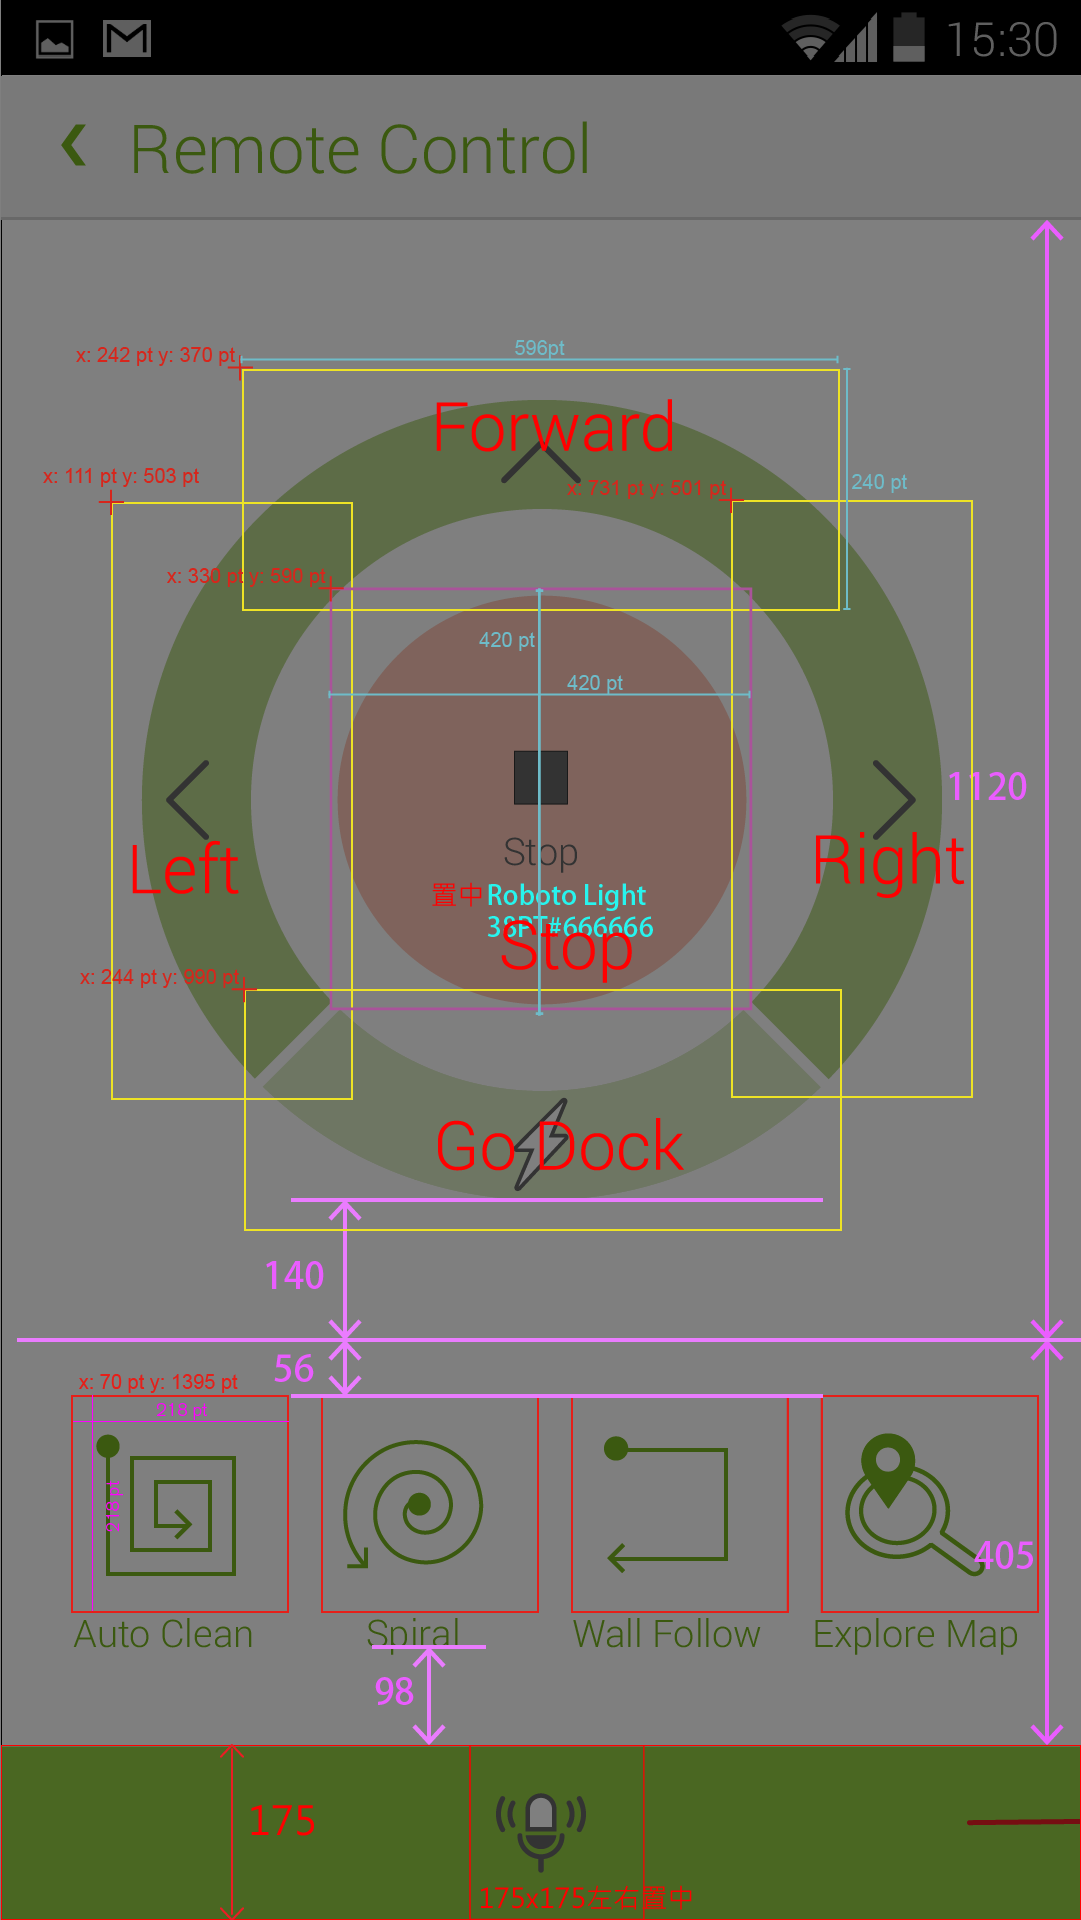 15:30
Remote Control
596pt
x: 242 pt y: 370 pt
Forward
x: 111 pt y: 503 pt
x: 731 pt y: 501 pt
240 pt
x: 330 pt y: 590 pt
420 pt
420 pt
1120
Stop
Left
Right
置中 Roboto Light
38PT#666666
Stop
x: 244 pt y: 990 pt
Go Dock
140
56
x: 70 pt y: 1395 pt
218 pt
218 pt
405
Auto Clean
Spiral
Wall Follow
Explore Map
98
175
175x175左右置中